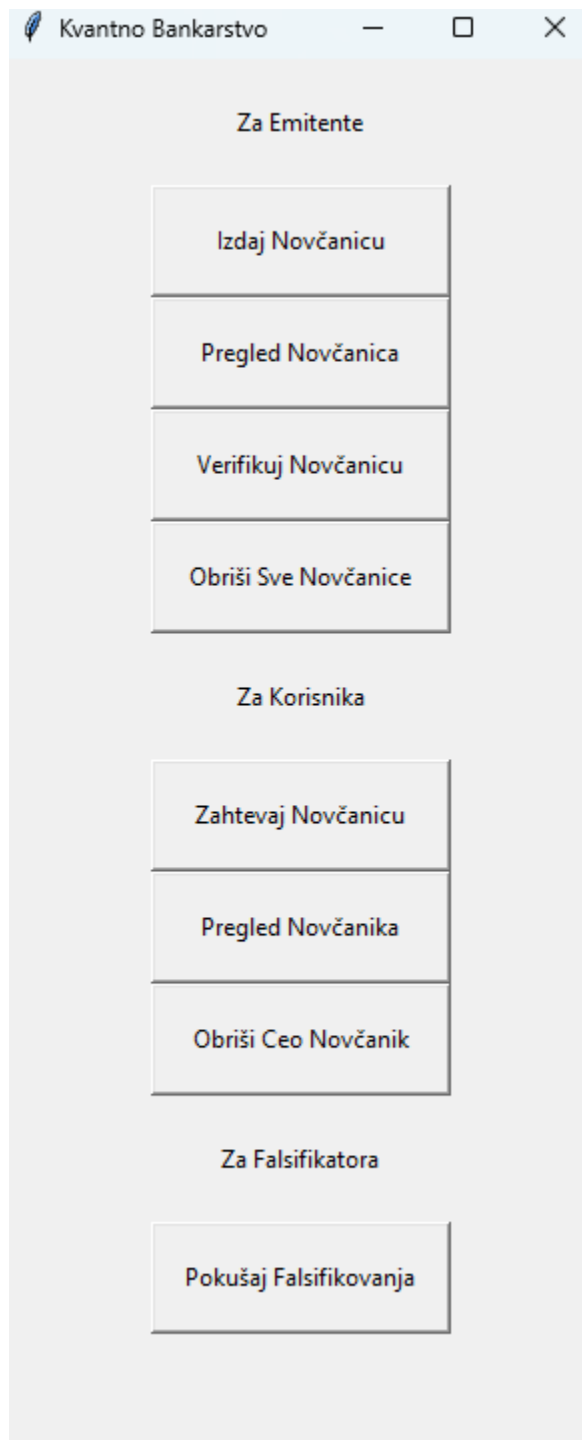 Kvantno Bankarstvo
Za Emitente
Izdaj Novčanicu
Pregled Novčanica
Verifikuj Novčanicu
Obriši Sve Novčanice
Za Korisnika
Zahtevaj Novčanicu
Pregled Novčanika
Obriši Ceo Novčanik
Za Falsifikatora
Pokušaj Falsifikovanja